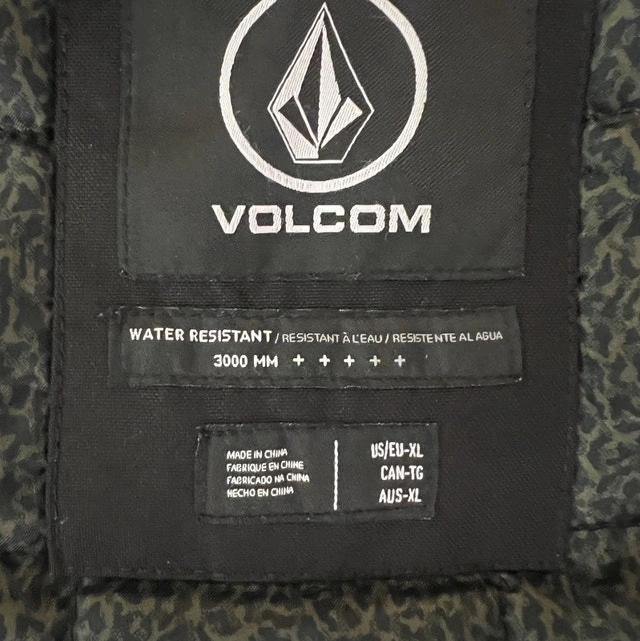 VOLCOM
WATER RESISTANT / RESISTANT À L'EAU / RESISTENTE AL AGUA
3000 MM + + + + +
MADE IN CHINA
FABRIQUE EN CHINE
FABRICADO NA CHINA
HECHO EN CHINA
US/EU-XL
CAN-TG
AUS-XL